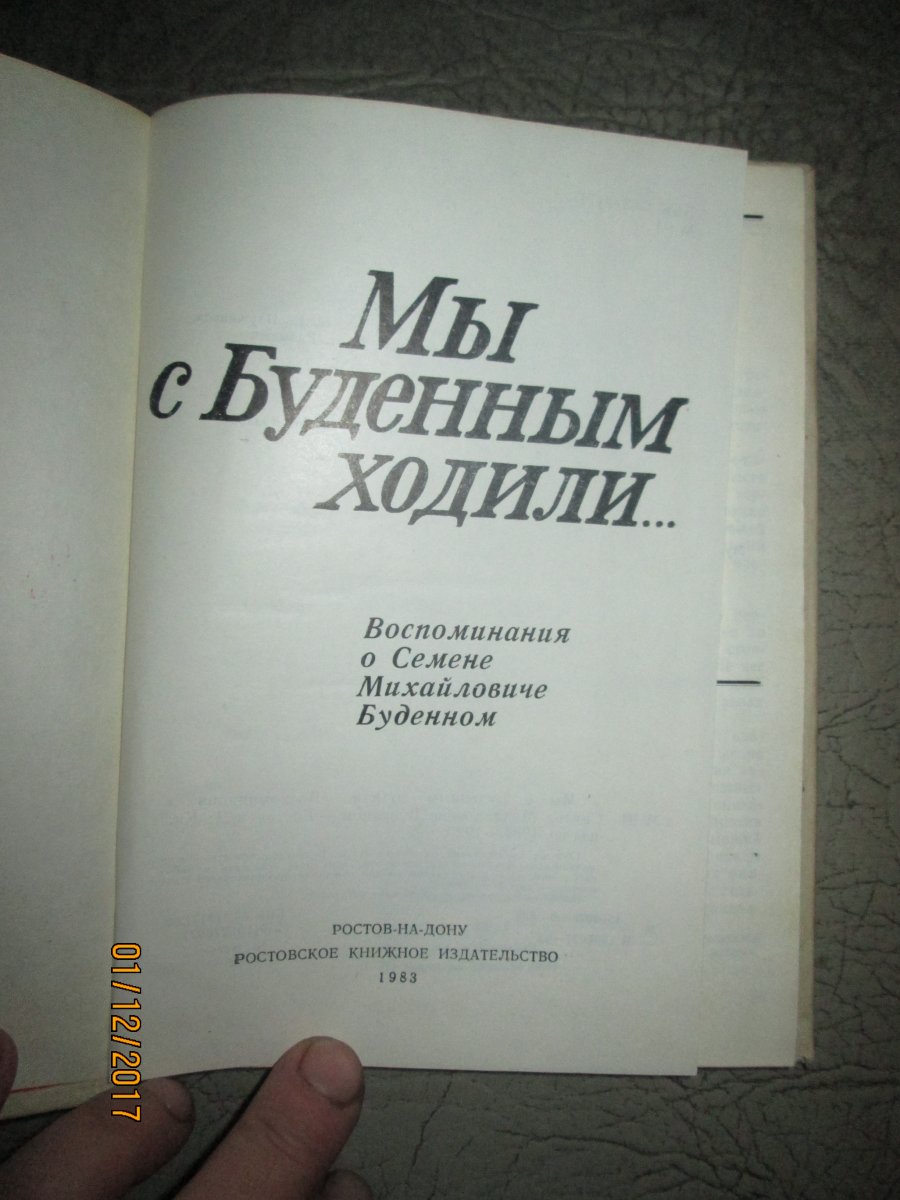 Мы
с Буденным
ходили...
Воспоминания
о Семене
Михайловиче
Буденном
РОСТОВ-НА-ДОНУ
РОСТОВСКОЕ КНИЖНОЕ ИЗДАТЕЛЬСТВО
1983
01/12/2017